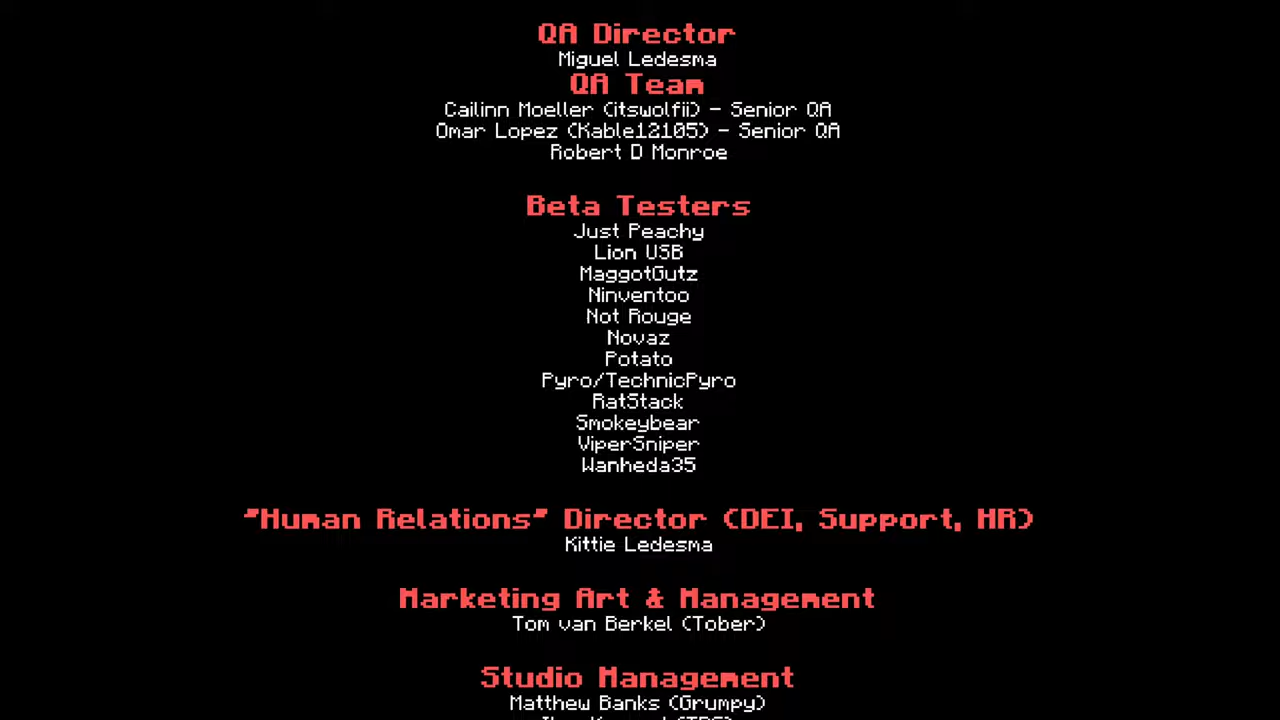 QA Director
Miguel Ledesma
QA Team
Cailinn Moeller (itswolfii) - Senior QA
Omar Lopez (Kable12105) - Senior QA
Robert D Monroe
Beta Testers
Just Peachy
Lion USB
MaggotGutz
Ninventoo
Not Rouge
Novaz
Potato
Pyro/TechnicPyro
RatStack
Smokeybear
ViperSniper
Wanheda35
"Human Relations" Director (DEI, Support, HR)
Kittie Ledesma
Marketing Art & Management
Tom van Berkel (Tober)
Studio Management
Matthew Banks (Grumpy)